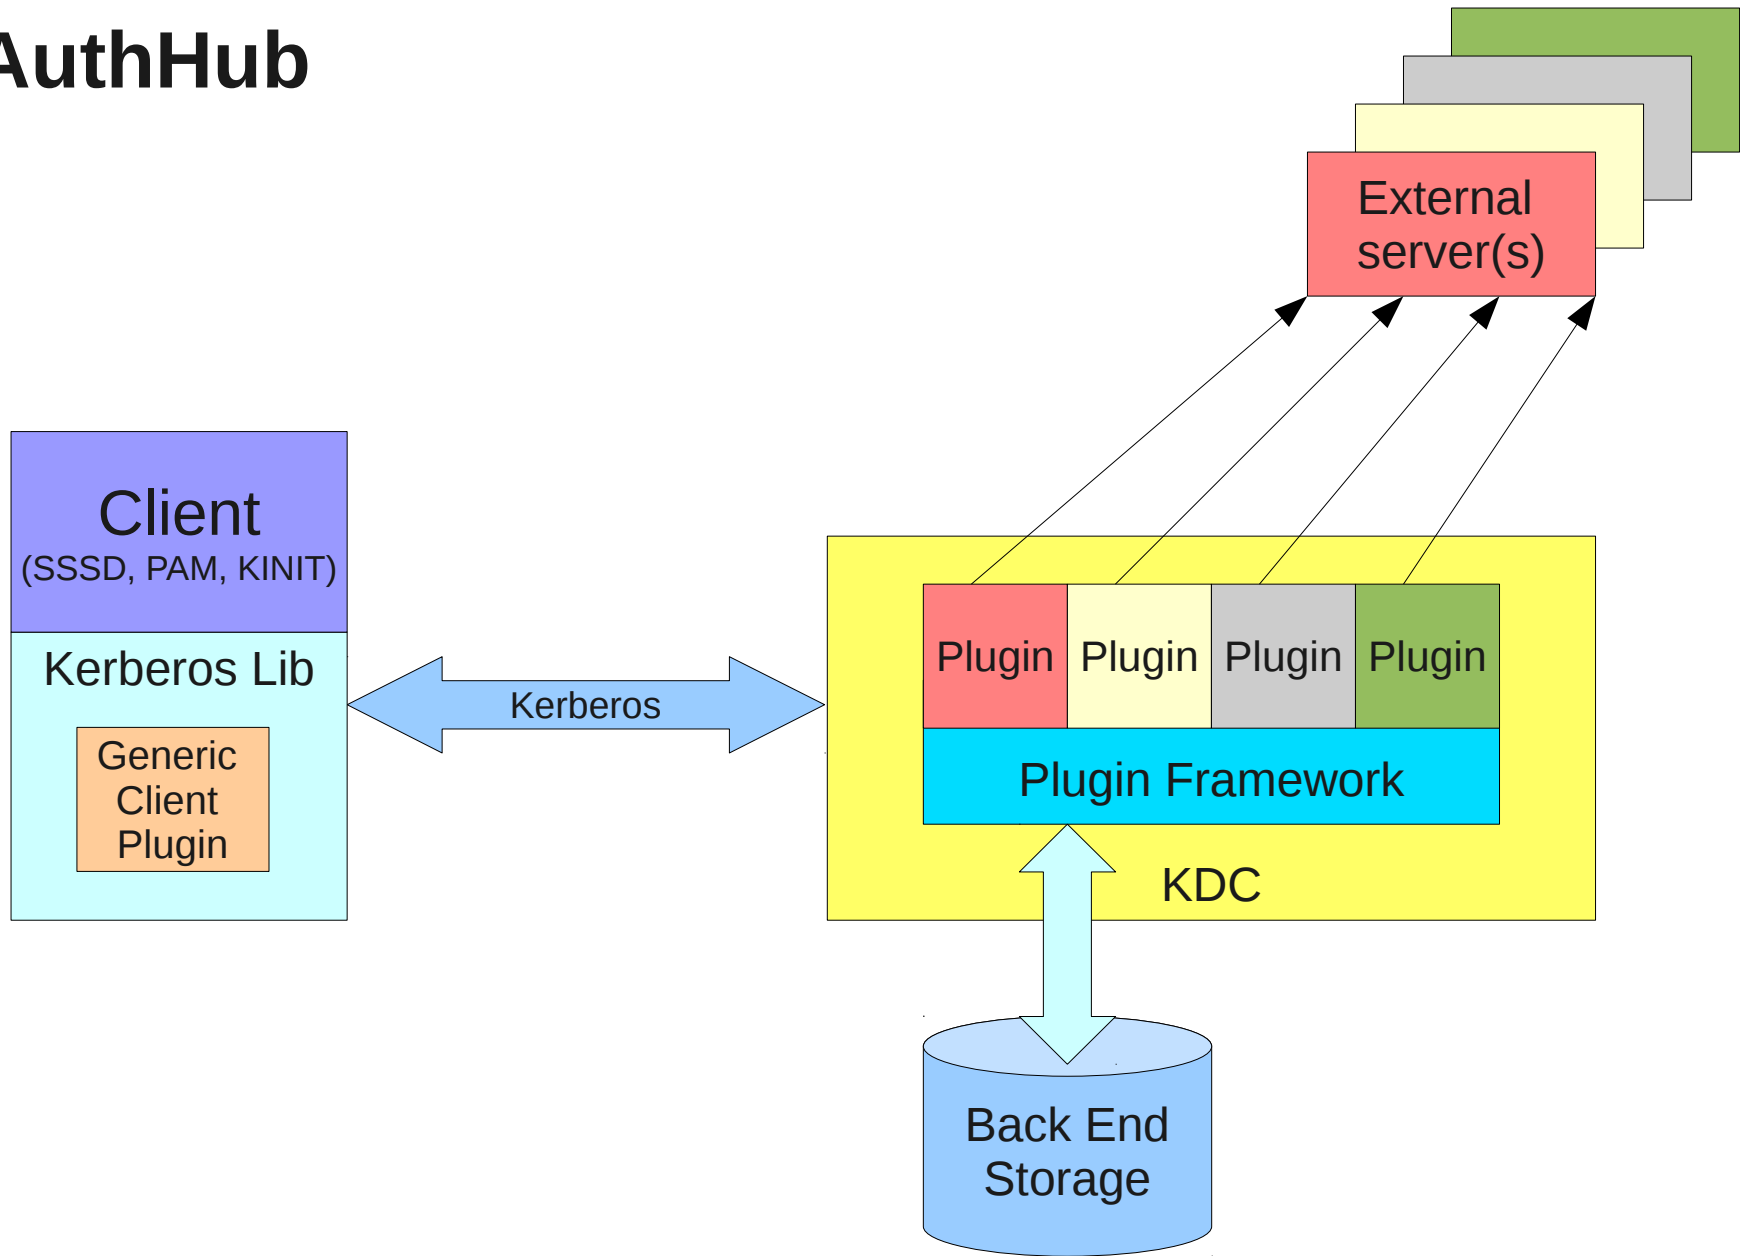 AuthHub
External
server(s)
Client
(SSSD, PAM, KINIT)
Kerberos Lib
Generic
Client
Plugin
Kerberos
Plugin Plugin Plugin Plugin
Plugin Framework
KDC
Back End
Storage